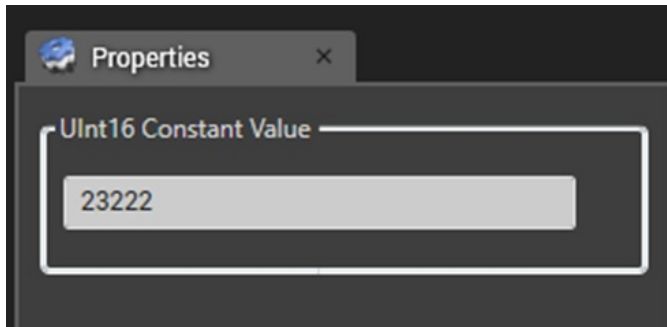 Properties ×
UInt16 Constant Value
23222